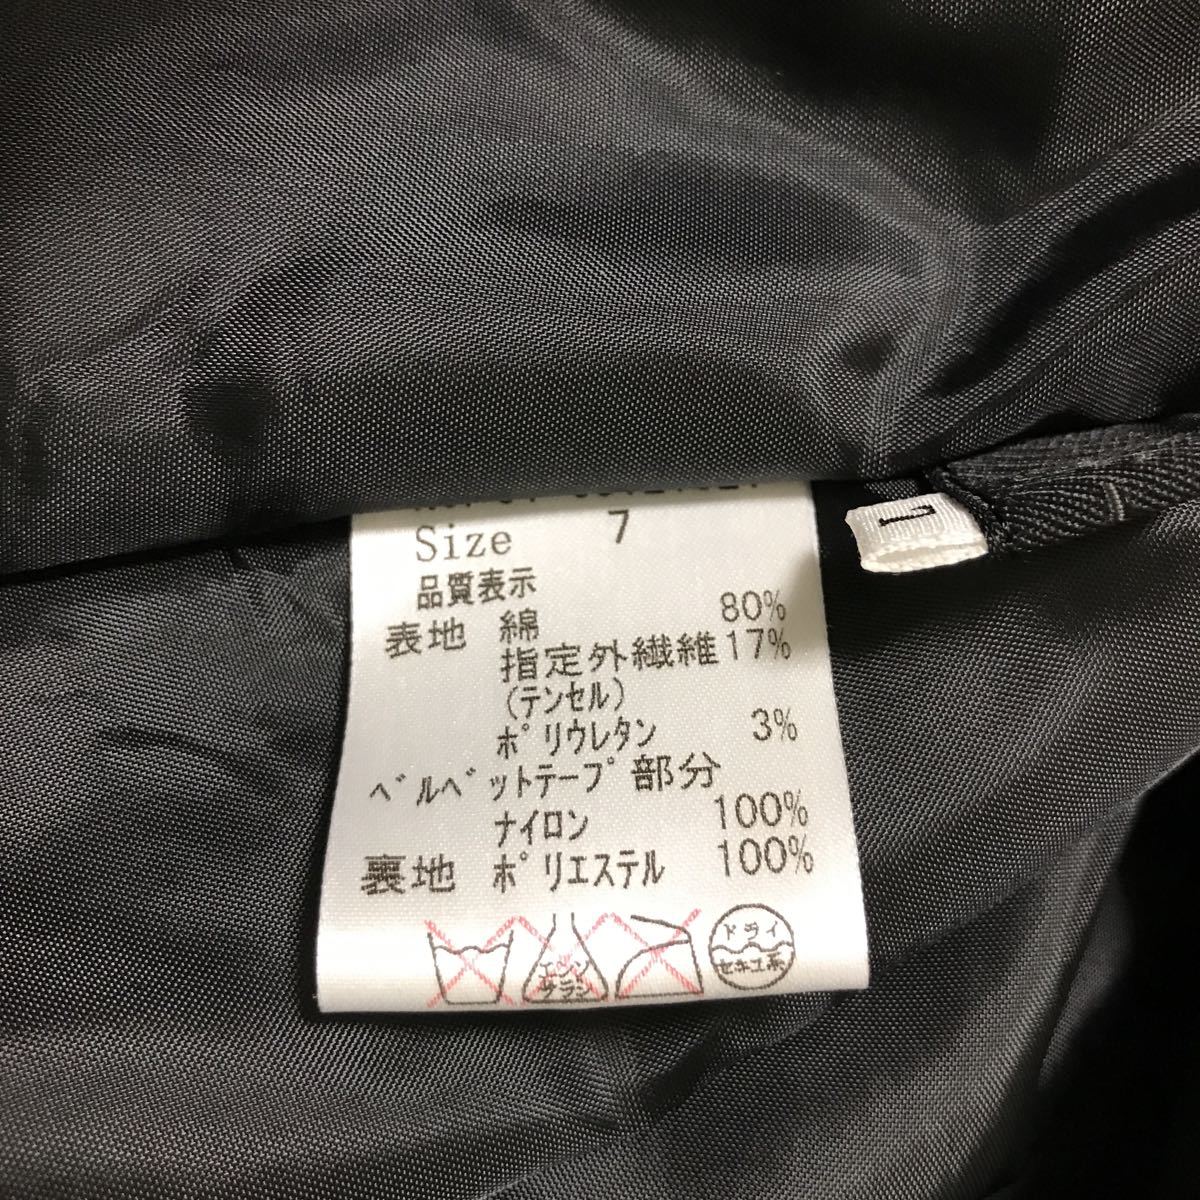 Size 7
品質表示
表地 綿 80%
指定外繊維17%
(テンセル)
ポリウレタン 3%
ベルベットテープ部分
ナイロン 100%
裏地 ポリエステル 100%
エンソ
サラシ
ドライ
セキユ系
7